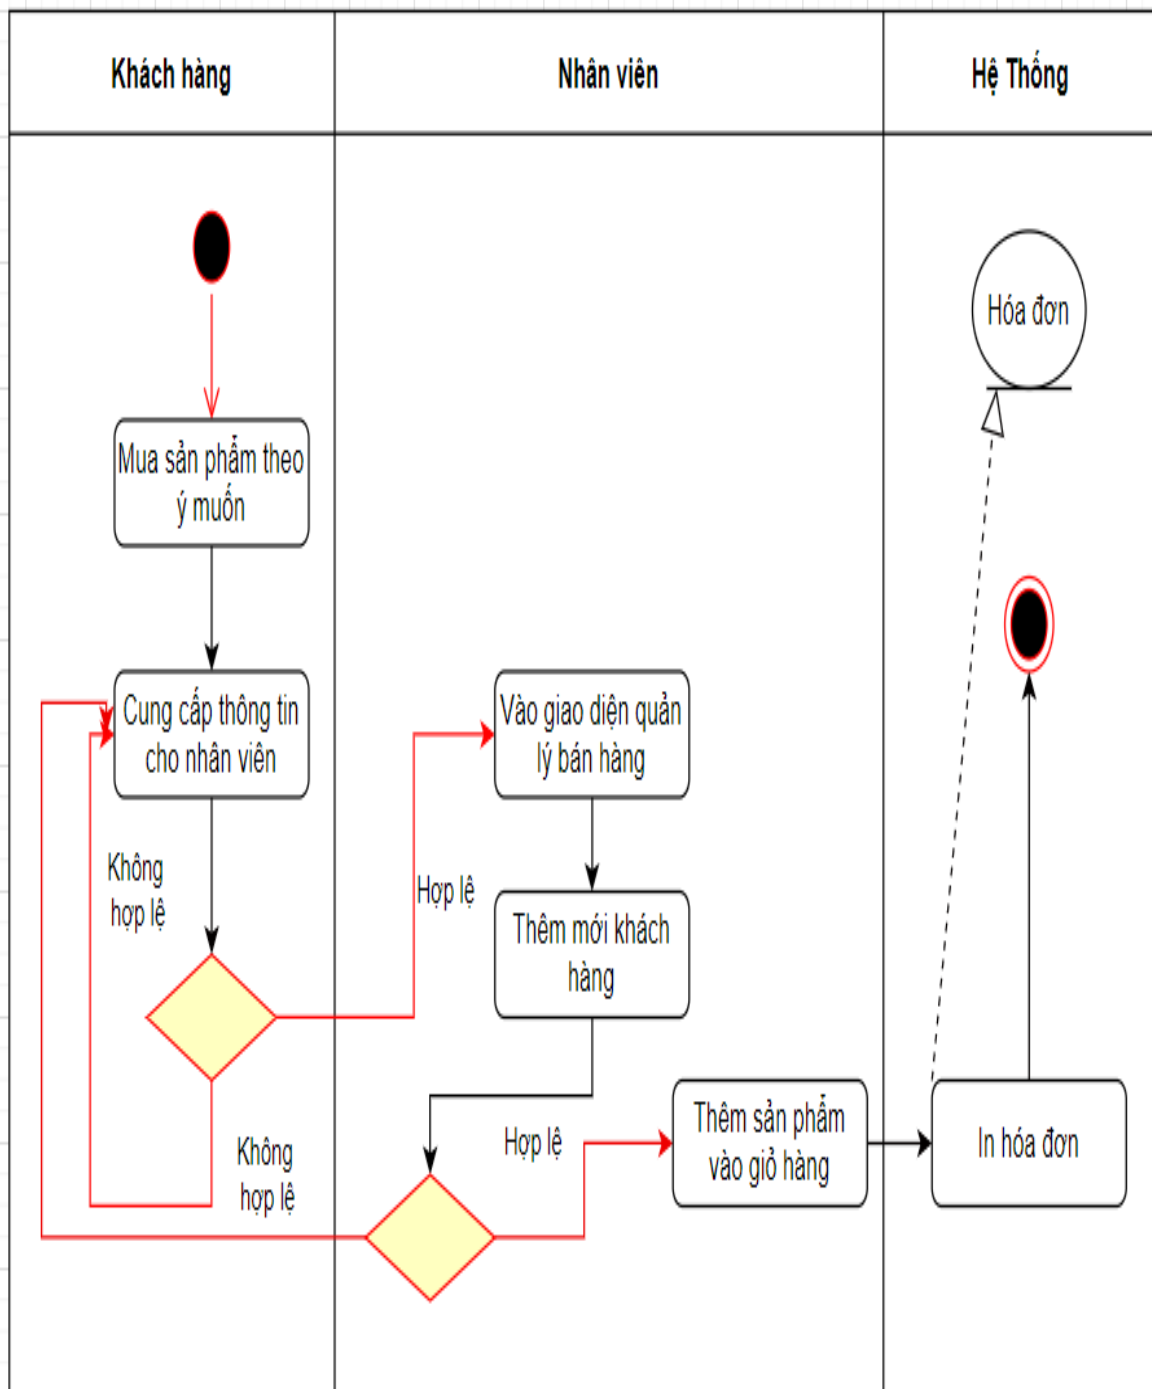 Khách hàng
Nhân viên
Hệ Thống
Hóa đơn
Mua sản phẩm theo
ý muốn
Cung cấp thông tin
cho nhân viên
Vào giao diện quản
lý bán hàng
Không
hợp lệ
Hợp lệ
Thêm mới khách
hàng
Không
hợp lệ
Hợp lệ
Thêm sản phẩm
vào giỏ hàng
In hóa đơn